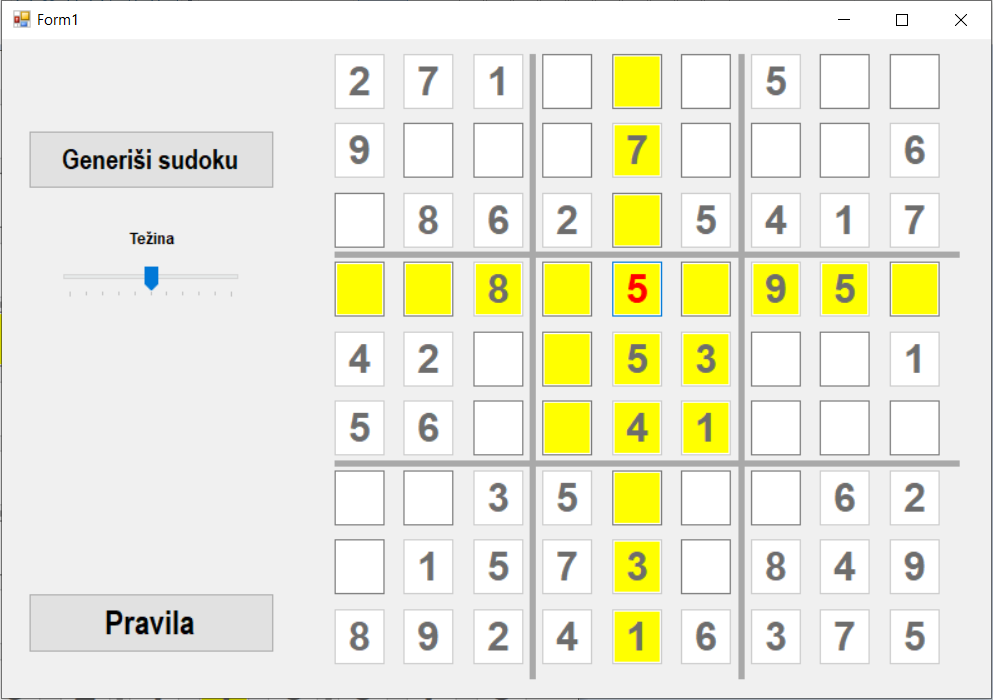 Form1
2 7 1 5
Generiši sudoku
9 7 6
Težina
8 6 2 5 4 1 7
8 5 9 5
4 2 5 3 1
5 6 4 1
3 5 6 2
1 5 7 3 8 4 9
Pravila
8 9 2 4 1 6 3 7 5